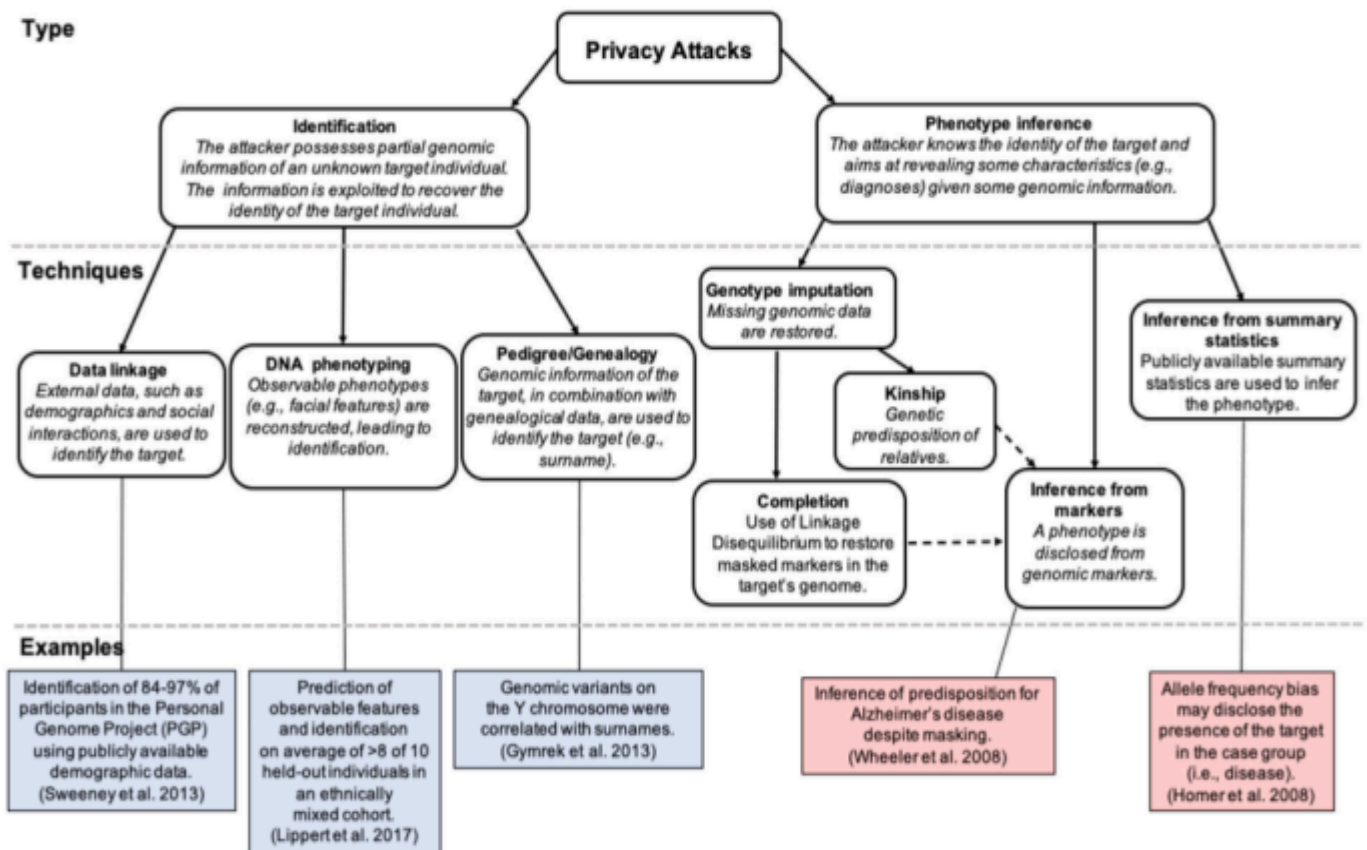 Type
Privacy Attacks
Identification
The attacker possesses partial genomic
information of an unknown target individual.
The information is exploited to recover the
identity of the target individual.
Phenotype inference
The attacker knows the identity of the target and
aims at revealing some characteristics (e.g.,
diagnoses) given some genomic information.
Techniques
Data linkage
External data, such as
demographics and social
interactions, are used to
identify the target.
DNA phenotyping
Observable phenotypes
(e.g., facial features) are
reconstructed, leading to
identification.
Pedigree/Genealogy
Genomic information of the
target, in combination with
genealogical data, are used to
identify the target (e.g.,
surname).
Genotype imputation
Missing genomic data
are restored.
Kinship
Genetic
predisposition of
relatives.
Completion
Use of Linkage
Disequilibrium to restore
masked markers in the
target's genome.
Inference from
markers
A phenotype is
disclosed from
genomic markers.
Inference from summary
statistics
Publicly available summary
statistics are used to infer
the phenotype.
Examples
Identification of 84-97% of
participants in the Personal
Genome Project (PGP)
using publicly available
demographic data.
(Sweeney et al. 2013)
Prediction of
observable features
and identification
on average of >8 of 10
held-out individuals in
an ethnically
mixed cohort.
(Lippert et al. 2017)
Genomic variants on
the Y chromosome were
correlated with surnames.
(Gymrek et al. 2013)
Inference of predisposition for
Alzheimer's disease
despite masking.
(Wheeler et al. 2008)
Allele frequency bias
may disclose the
presence of the target
in the case group
(i.e., disease).
(Homer et al. 2008)